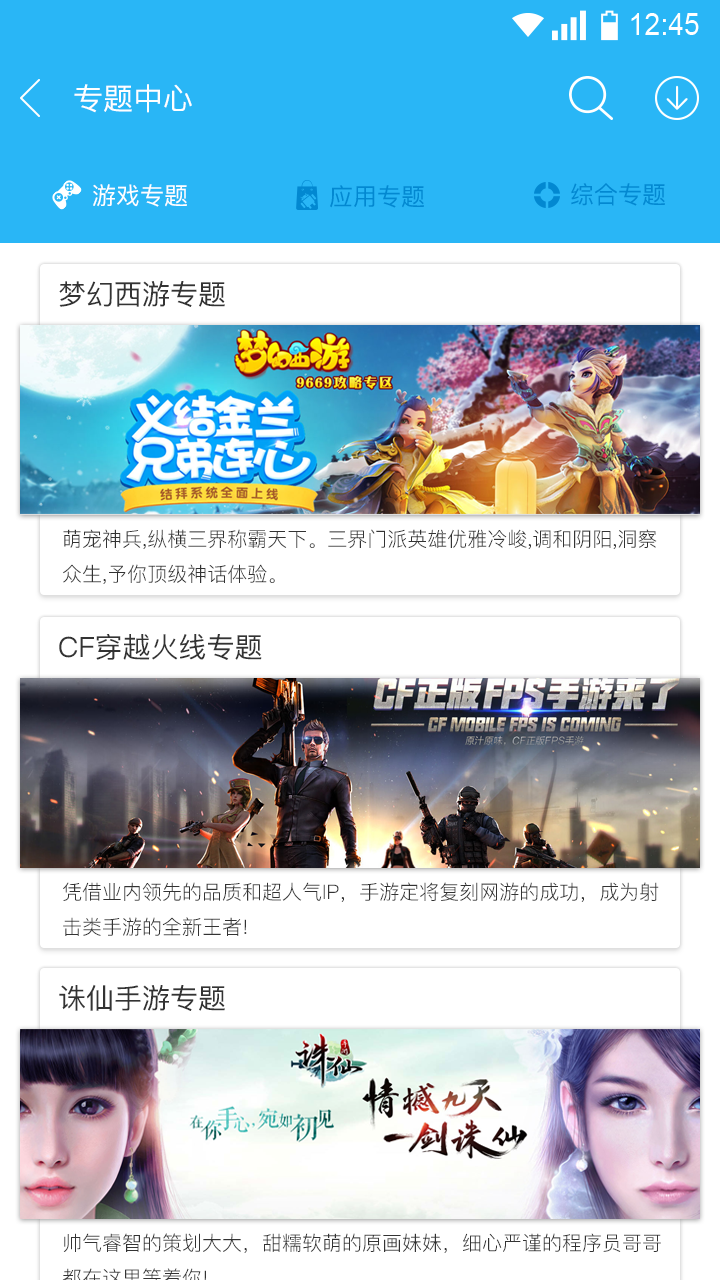 12:45
专题中心
游戏专题
应用专题
综合专题
梦幻西游专题
梦幻西游
9669攻略专区
义结金兰
兄弟连心
结拜系统全面上线
萌宠神兵,纵横三界称霸天下。三界门派英雄优雅冷峻,调和阴阳,洞察
众生,予你顶级神话体验。
CF穿越火线专题
CF正版FPS手游来了
CF MOBILE FPS IS COMING
原汁原味，CF正版FPS手游
凭借业内领先的品质和超人气IP，手游定将复刻网游的成功，成为射
击类手游的全新王者!
诛仙手游专题
诛仙
手游
在你手心·宛如初见
情撼九天
一剑诛仙
帅气睿智的策划大大，甜糯软萌的原画妹妹，细心严谨的程序员哥哥
都在这里等着你!